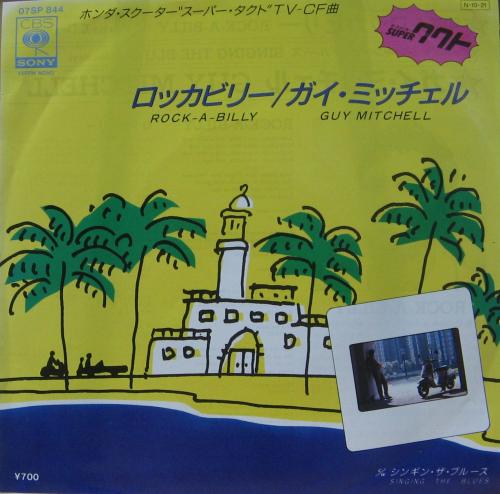 07SP 844
CBS
SONY
ホンダ・スクーター"スーパー・タクト"TV-CF曲
N・10・21
SUPER タクト
ロッカビリー/ガイ・ミッチェル
ROCK-A-BILLY GUY MITCHELL
¥700
シンギン・ザ・ブルース
SINGING THE BLUES